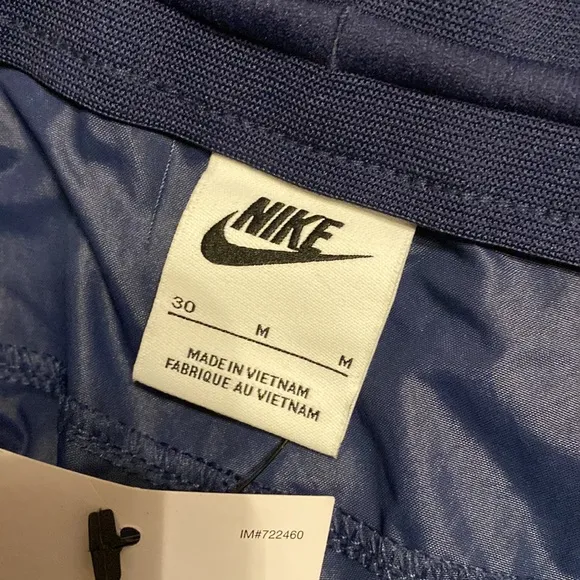 NIKE
30 M M
MADE IN VIETNAM
FABRIQUE AU VIETNAM
IM#722460